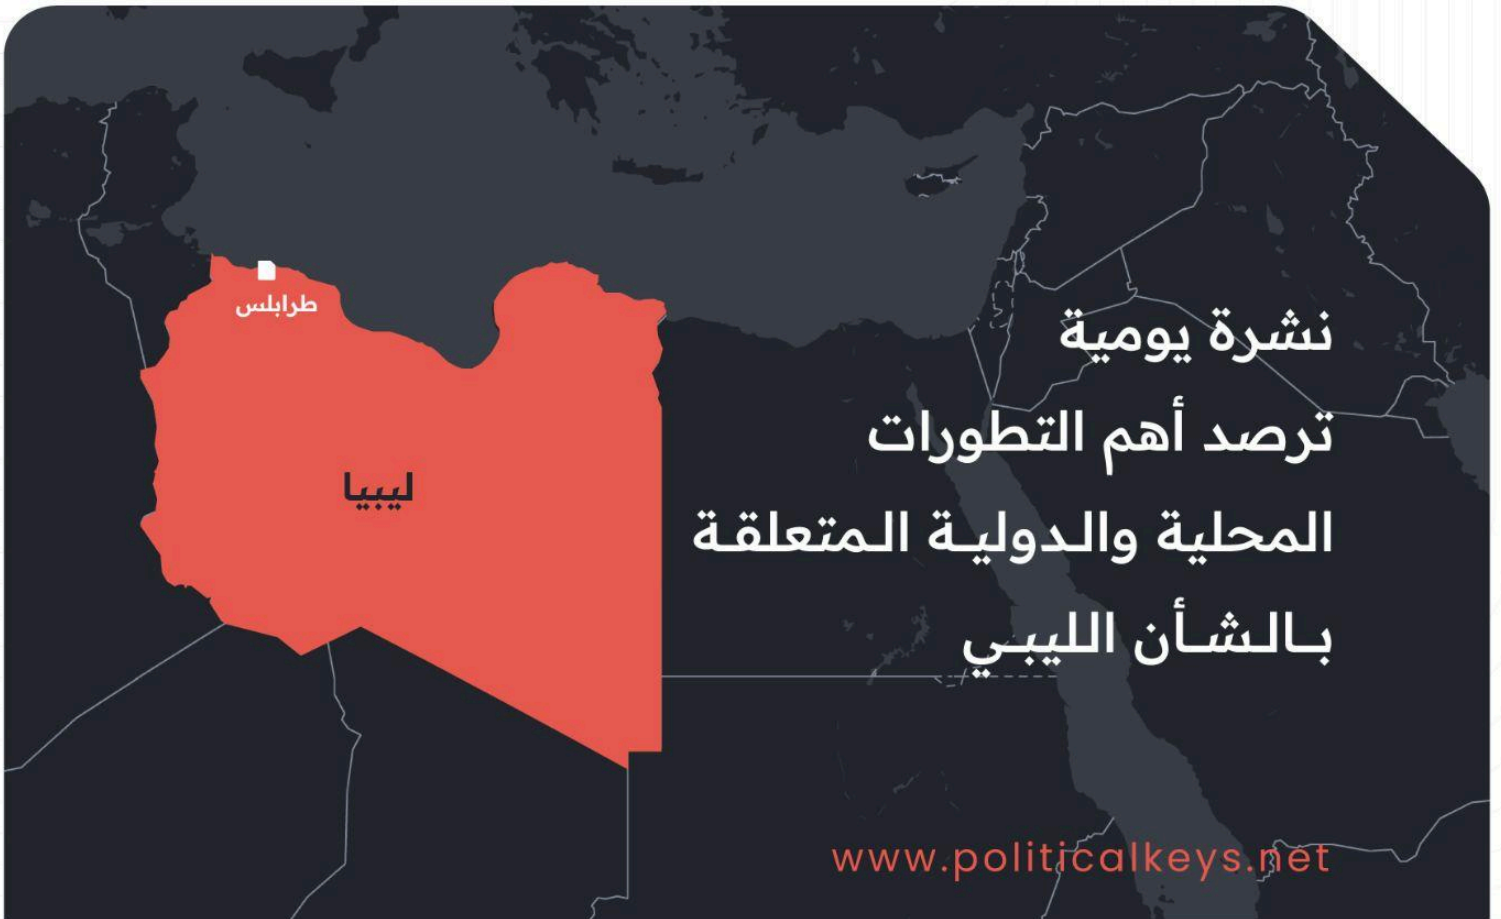 طرابلس
ليبيا
نشرة يومية
ترصد أهم التطورات
المحلية والدولية المتعلقة
بالشأن الليبي
www.politicalkeys.net